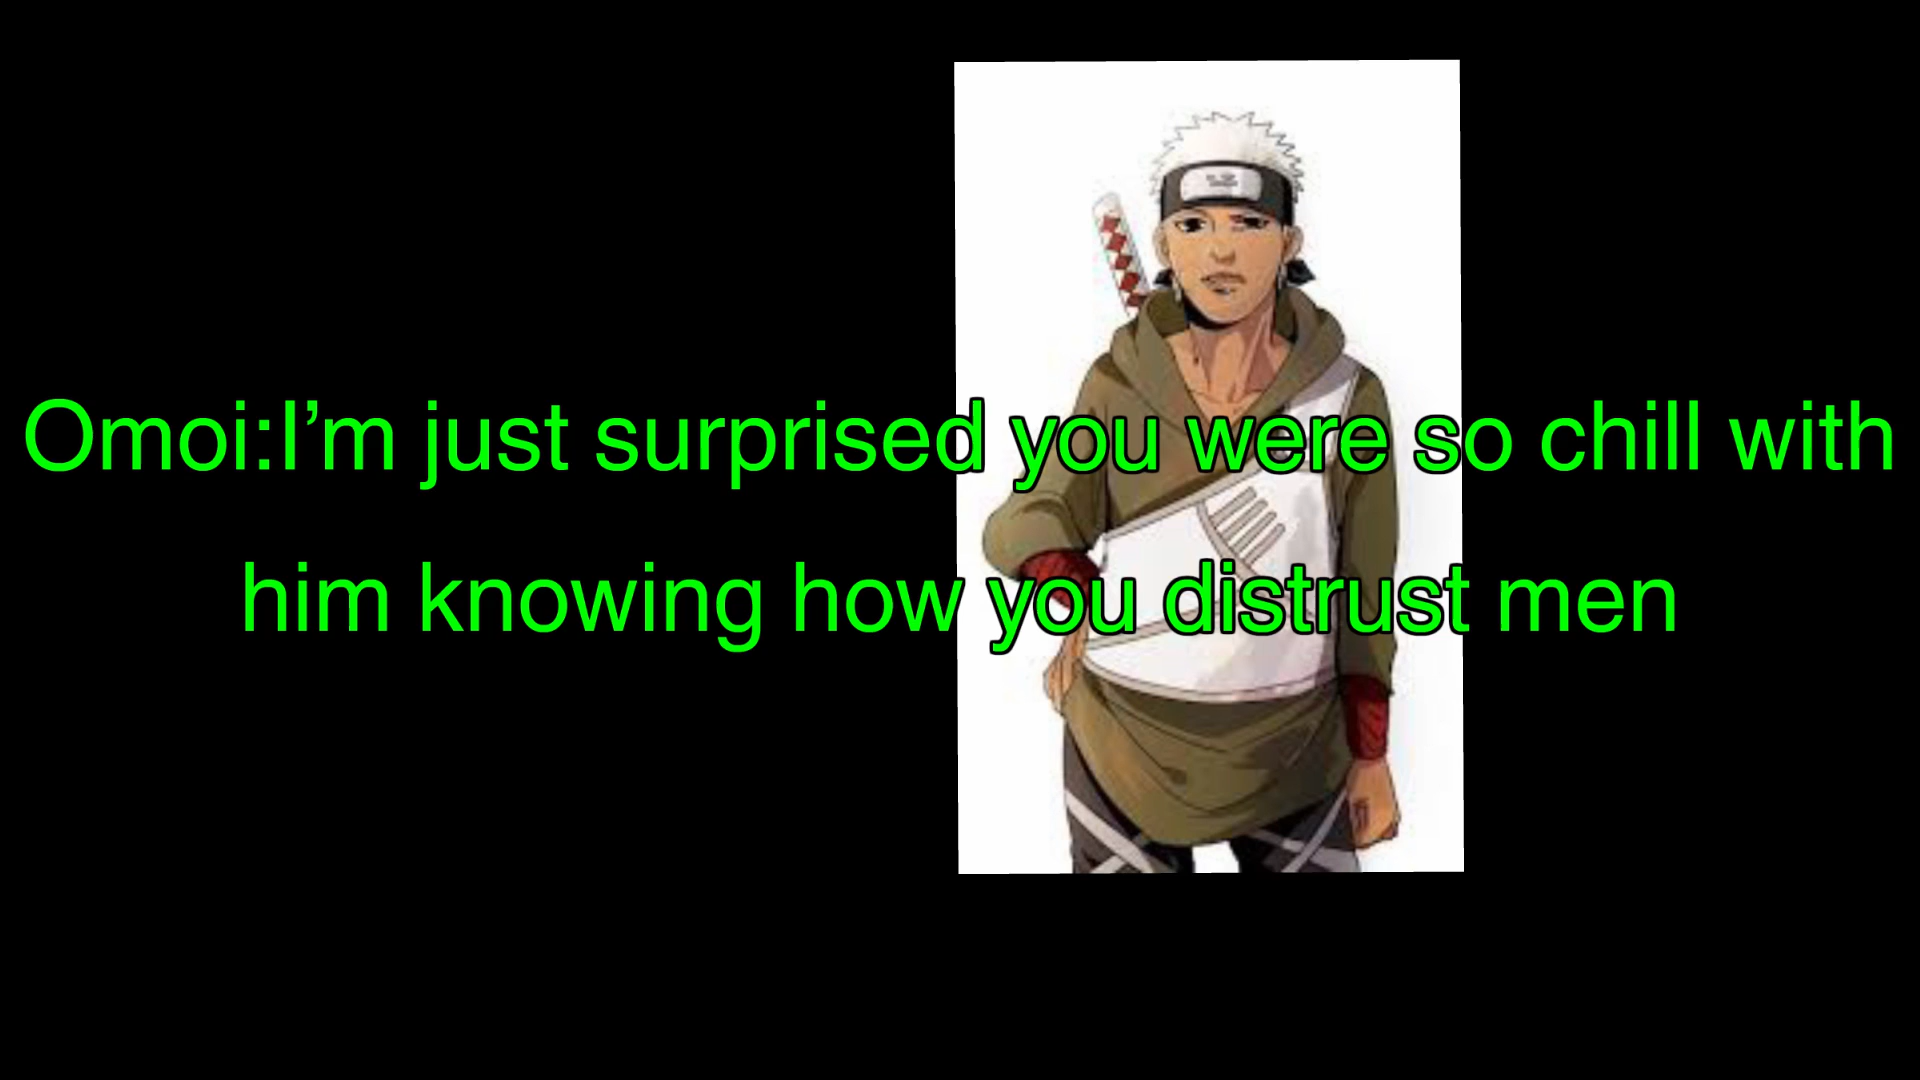 Omoi:I’m just surprised you were so chill with
him knowing how you distrust men